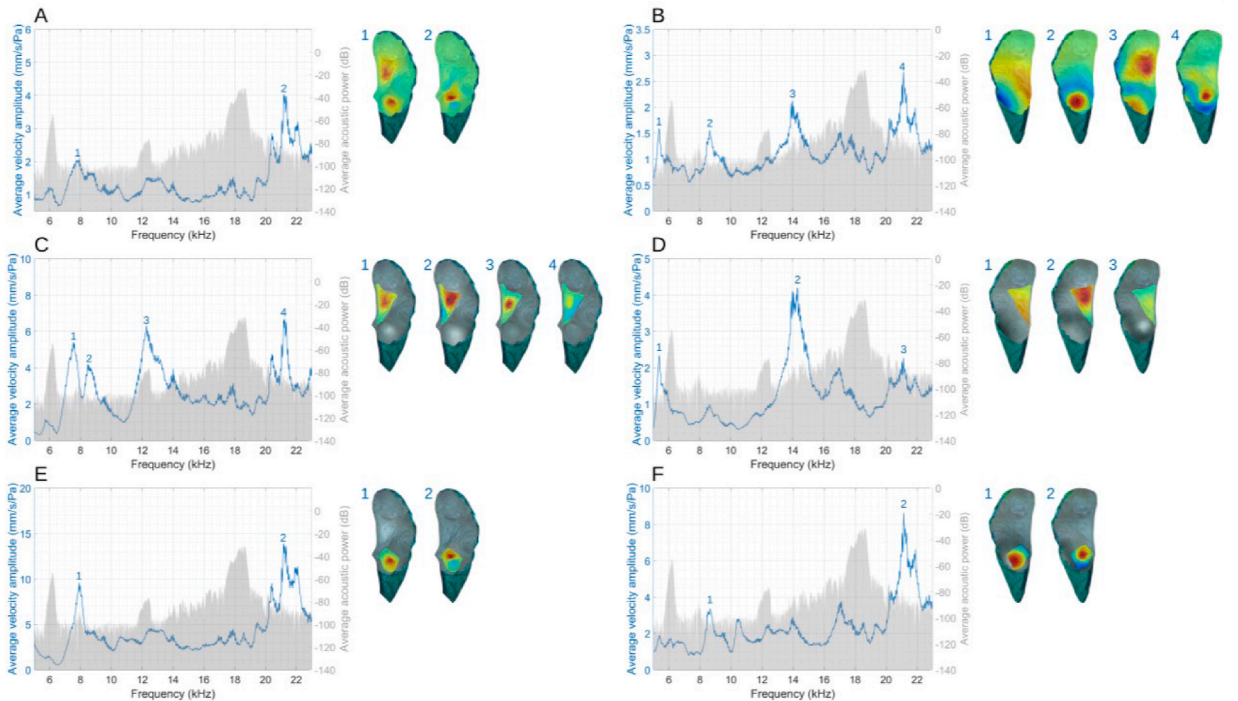 A
Average velocity amplitude (mm/s/Pa)
6
5
4
3
2
1
1
2
0
-20
-40
-60
-80
-100
-120
-140
Average acoustic power (dB)
6 8 10 12 14 16 18 20 22
Frequency (kHz)
1 2
B
Average velocity amplitude (mm/s/Pa)
3.5
3
2.5
2
1.5
1
0.5
0
1 2 3 4
0
-20
-40
-60
-80
-100
-120
-140
Average acoustic power (dB)
6 8 10 12 14 16 18 20 22
Frequency (kHz)
1 2 3 4
C
Average velocity amplitude (mm/s/Pa)
10
8
6
4
2
0
1 2 3 4
0
-20
-40
-60
-80
-100
-120
-140
Average acoustic power (dB)
6 8 10 12 14 16 18 20 22
Frequency (kHz)
1 2 3 4
D
Average velocity amplitude (mm/s/Pa)
5
4
3
2
1
0
1 2 3
0
-20
-40
-60
-80
-100
-120
-140
Average acoustic power (dB)
6 8 10 12 14 16 18 20 22
Frequency (kHz)
1 2 3
E
Average velocity amplitude (mm/s/Pa)
20
15
10
5
0
1 2
0
-20
-40
-60
-80
-100
-120
-140
Average acoustic power (dB)
6 8 10 12 14 16 18 20 22
Frequency (kHz)
1 2
F
Average velocity amplitude (mm/s/Pa)
10
8
6
4
2
0
1 2
0
-20
-40
-60
-80
-100
-120
-140
Average acoustic power (dB)
6 8 10 12 14 16 18 20 22
Frequency (kHz)
1 2